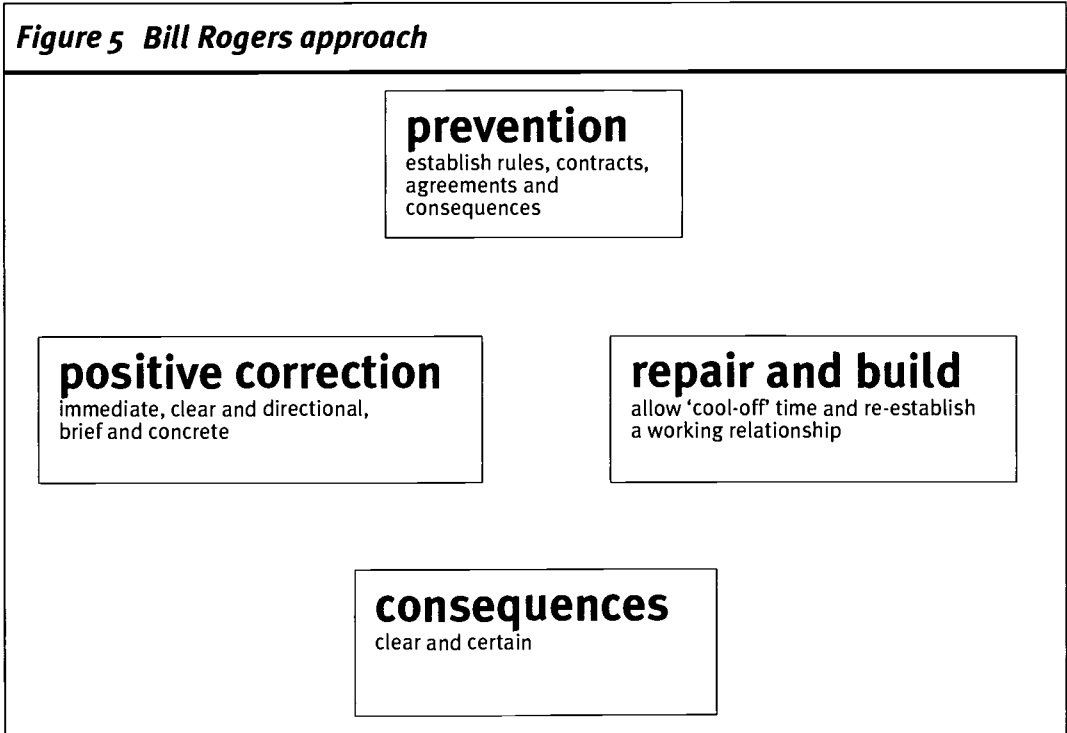 Figure 5 Bill Rogers approach
prevention
establish rules, contracts,
agreements and
consequences
positive correction
immediate, clear and directional,
brief and concrete
repair and build
allow ‘cool-off’ time and re-establish
a working relationship
consequences
clear and certain